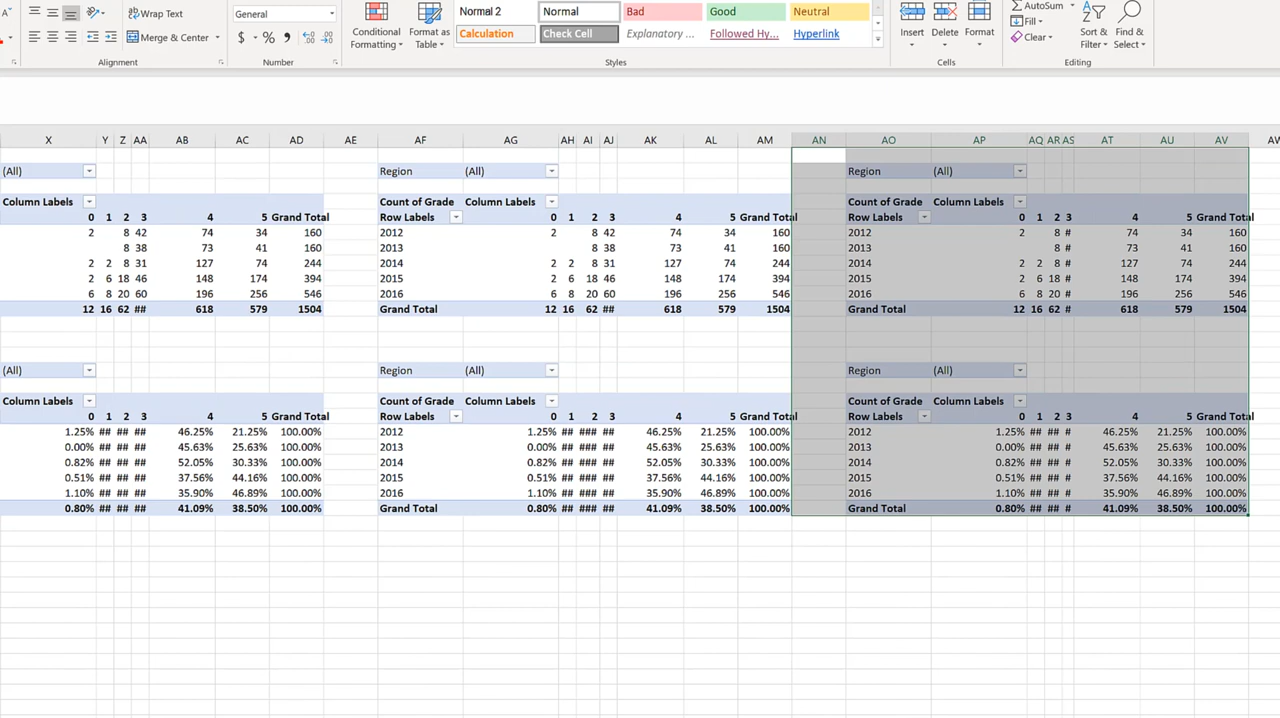 Wrap Text General Normal 2 Normal Bad Good Neutral AutoSum
Merge & Center $ % Conditional Formatting Format as Table Calculation Check Cell Explanatory ... Followed Hy... Hyperlink Insert Delete Format Fill Clear Sort & Filter Find & Select
Alignment Number Styles Cells Editing
X Y Z AA AB AC AD AE AF AG AH AI AJ AK AL AM AN AO AP AQ AR AS AT AU AV AW
(All) Region (All) Region (All)
Column Labels Count of Grade Column Labels Count of Grade Column Labels
0 1 2 3 4 5 Grand Total Row Labels 0 1 2 3 4 5 Grand Total Row Labels 0 1 2 3 4 5 Grand Total
2 8 42 74 34 160 2012 2 8 42 74 34 160 2012 2 8 # 74 34 160
8 38 73 41 160 2013 8 38 73 41 160 2013 8 # 73 41 160
2 2 8 31 127 74 244 2014 2 2 8 31 127 74 244 2014 2 2 8 # 127 74 244
2 6 18 46 148 174 394 2015 2 6 18 46 148 174 394 2015 2 6 18 # 148 174 394
6 8 20 60 196 256 546 2016 6 8 20 60 196 256 546 2016 6 8 20 # 196 256 546
12 16 62 ## 618 579 1504 Grand Total 12 16 62 ## 618 579 1504 Grand Total 12 16 62 # 618 579 1504
(All) Region (All) Region (All)
Column Labels Count of Grade Column Labels Count of Grade Column Labels
0 1 2 3 4 5 Grand Total Row Labels 0 1 2 3 4 5 Grand Total Row Labels 0 1 2 3 4 5 Grand Total
1.25% ## ## ## 46.25% 21.25% 100.00% 2012 1.25% ## ### ## 46.25% 21.25% 100.00% 2012 1.25% ## ## # 46.25% 21.25% 100.00%
0.00% ## ## ## 45.63% 25.63% 100.00% 2013 0.00% ## ### ## 45.63% 25.63% 100.00% 2013 0.00% ## ## # 45.63% 25.63% 100.00%
0.82% ## ## ## 52.05% 30.33% 100.00% 2014 0.82% ## ### ## 52.05% 30.33% 100.00% 2014 0.82% ## ## # 52.05% 30.33% 100.00%
0.51% ## ## ## 37.56% 44.16% 100.00% 2015 0.51% ## ### ## 37.56% 44.16% 100.00% 2015 0.51% ## ## # 37.56% 44.16% 100.00%
1.10% ## ## ## 35.90% 46.89% 100.00% 2016 1.10% ## ### ## 35.90% 46.89% 100.00% 2016 1.10% ## ## # 35.90% 46.89% 100.00%
0.80% ## ## ## 41.09% 38.50% 100.00% Grand Total 0.80% ## ### ## 41.09% 38.50% 100.00% Grand Total 0.80% ## ## # 41.09% 38.50% 100.00%